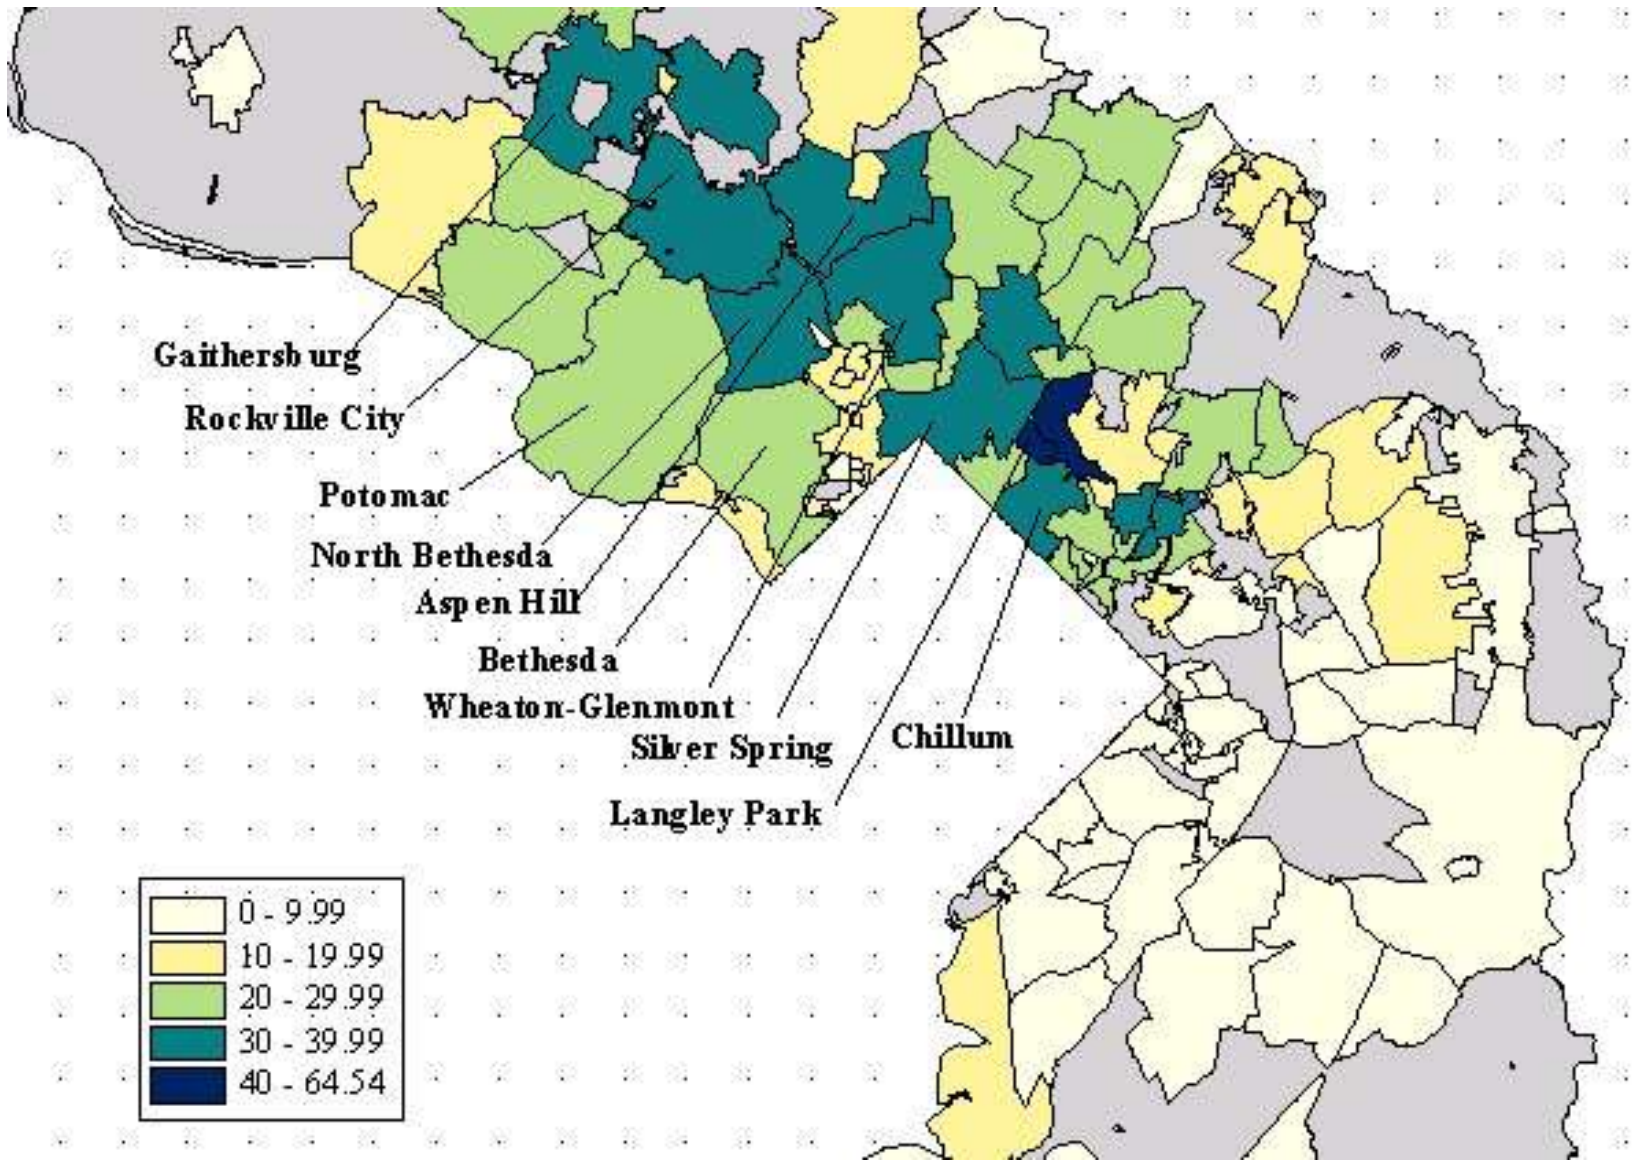 Gaithersburg
Rockville City
Potomac
North Bethesda
Aspen Hill
Bethesda
Wheaton-Glenmont
Silver Spring
Chillum
Langley Park
0 - 9.99
10 - 19.99
20 - 29.99
30 - 39.99
40 - 64.54